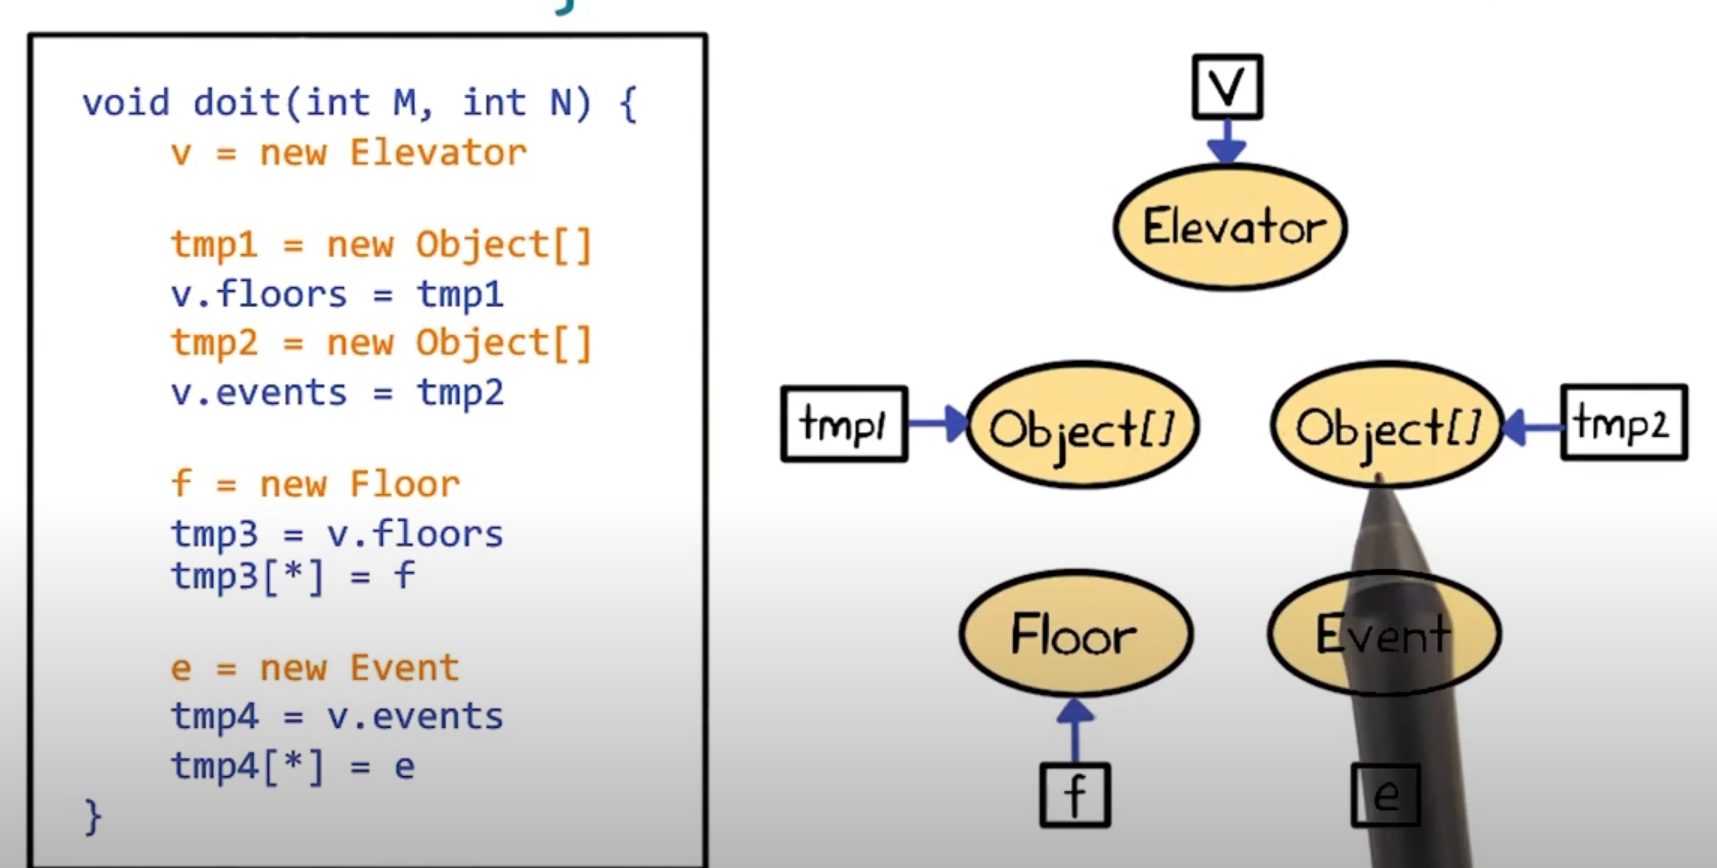 void doit(int M, int N) {
v = new Elevator
tmp1 = new Object[]
v.floors = tmp1
tmp2 = new Object[]
v.events = tmp2
f = new Floor
tmp3 = v.floors
tmp3[*] = f
e = new Event
tmp4 = v.events
tmp4[*] = e
}
V
Elevator
tmp1
Object[]
Object[]
tmp2
Floor
Event
f
e